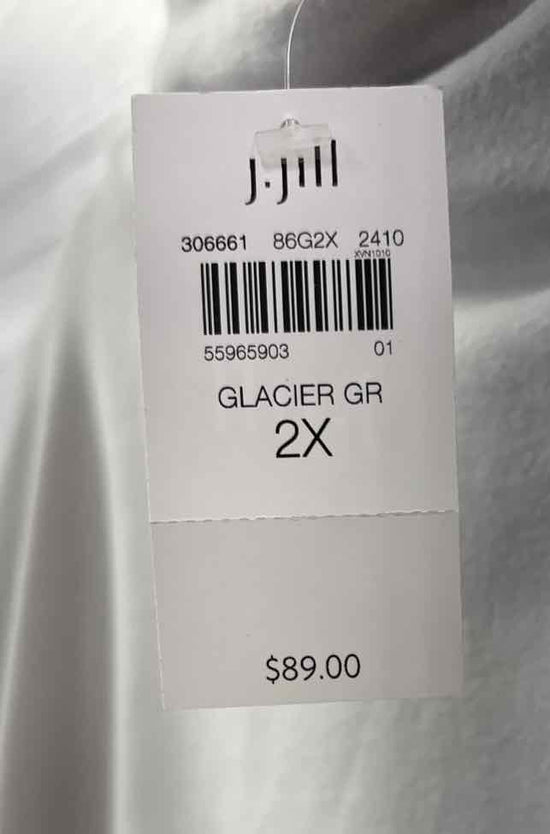 j.jill
306661 86G2X 2410
XVN1010
55965903 01
GLACIER GR
2X
$89.00